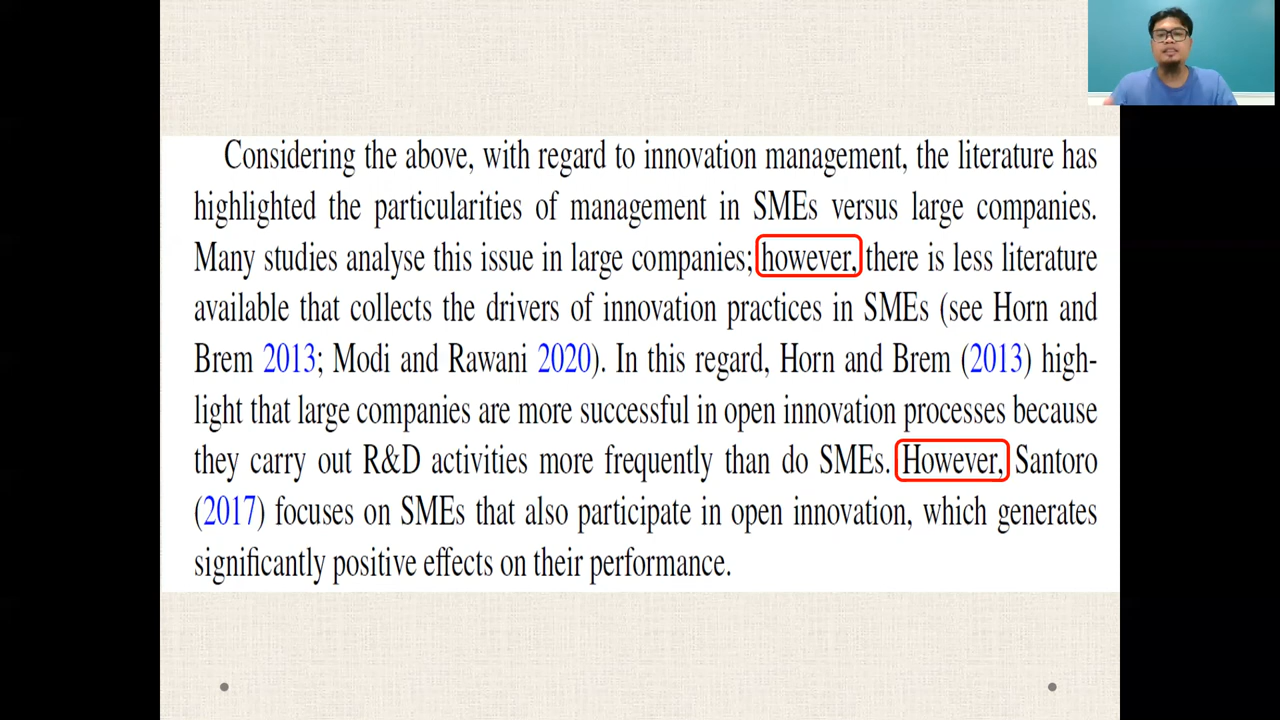 Considering the above, with regard to innovation management, the literature has
highlighted the particularities of management in SMEs versus large companies.
Many studies analyse this issue in large companies; however, there is less literature
available that collects the drivers of innovation practices in SMEs (see Horn and
Brem 2013; Modi and Rawani 2020). In this regard, Horn and Brem (2013) high-
light that large companies are more successful in open innovation processes because
they carry out R&D activities more frequently than do SMEs. However, Santoro
(2017) focuses on SMEs that also participate in open innovation, which generates
significantly positive effects on their performance.